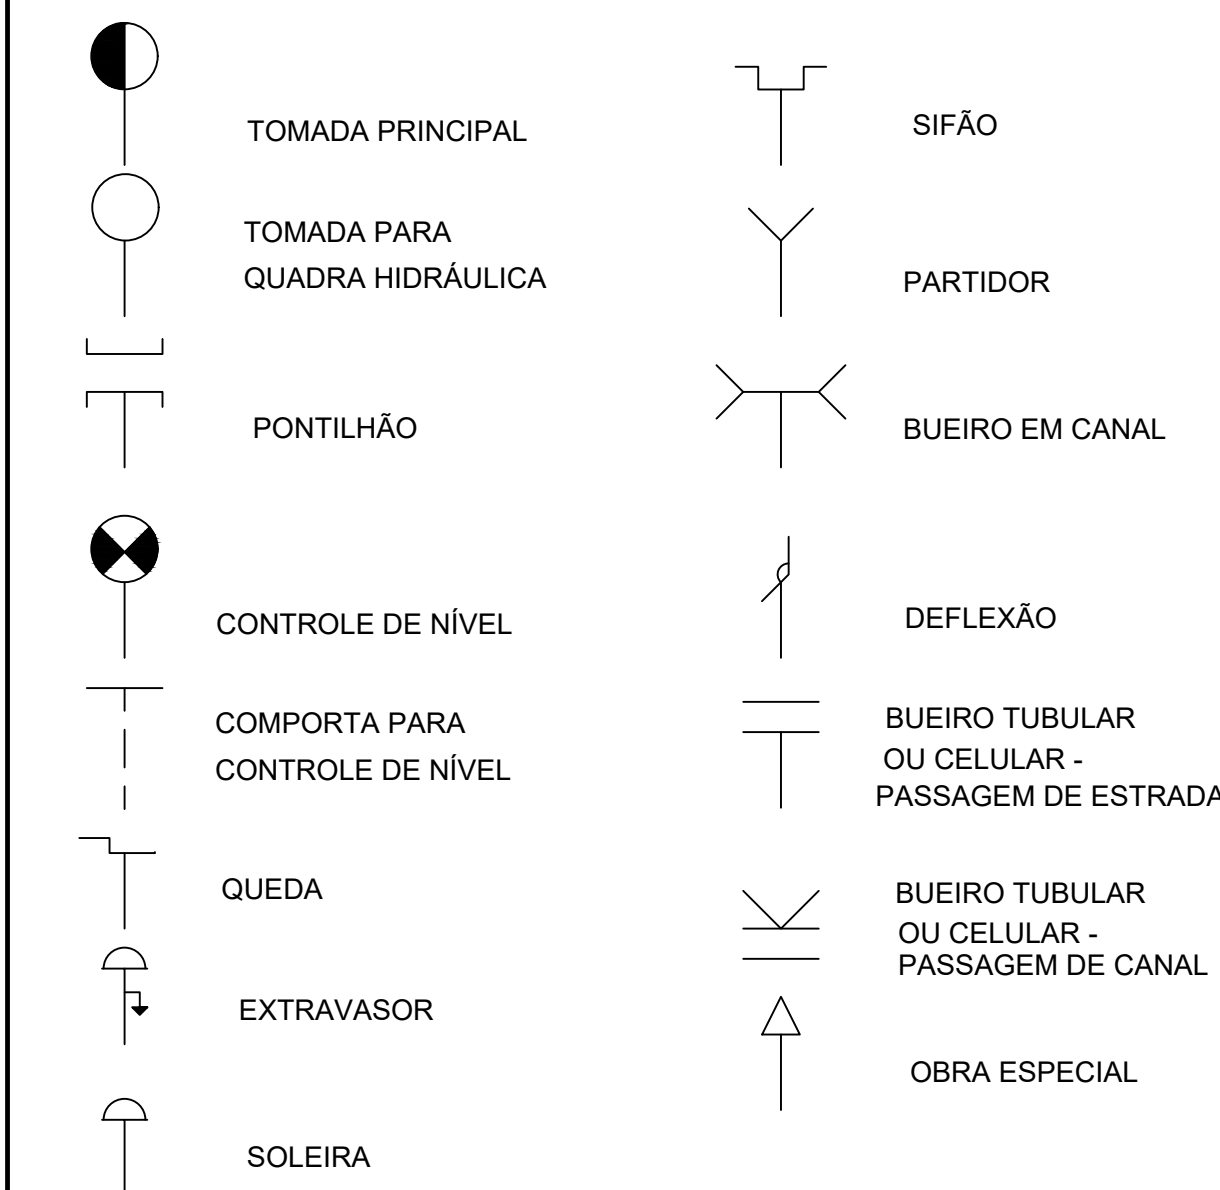 TOMADA PRINCIPAL
TOMADA PARA
QUADRA HIDRÁULICA
PONTILHÃO
CONTROLE DE NÍVEL
COMPORTA PARA
CONTROLE DE NÍVEL
QUEDA
EXTRAVASOR
SOLEIRA
SIFÃO
PARTIDOR
BUEIRO EM CANAL
DEFLEXÃO
BUEIRO TUBULAR
OU CELULAR -
PASSAGEM DE ESTRADA
BUEIRO TUBULAR
OU CELULAR -
PASSAGEM DE CANAL
OBRA ESPECIAL